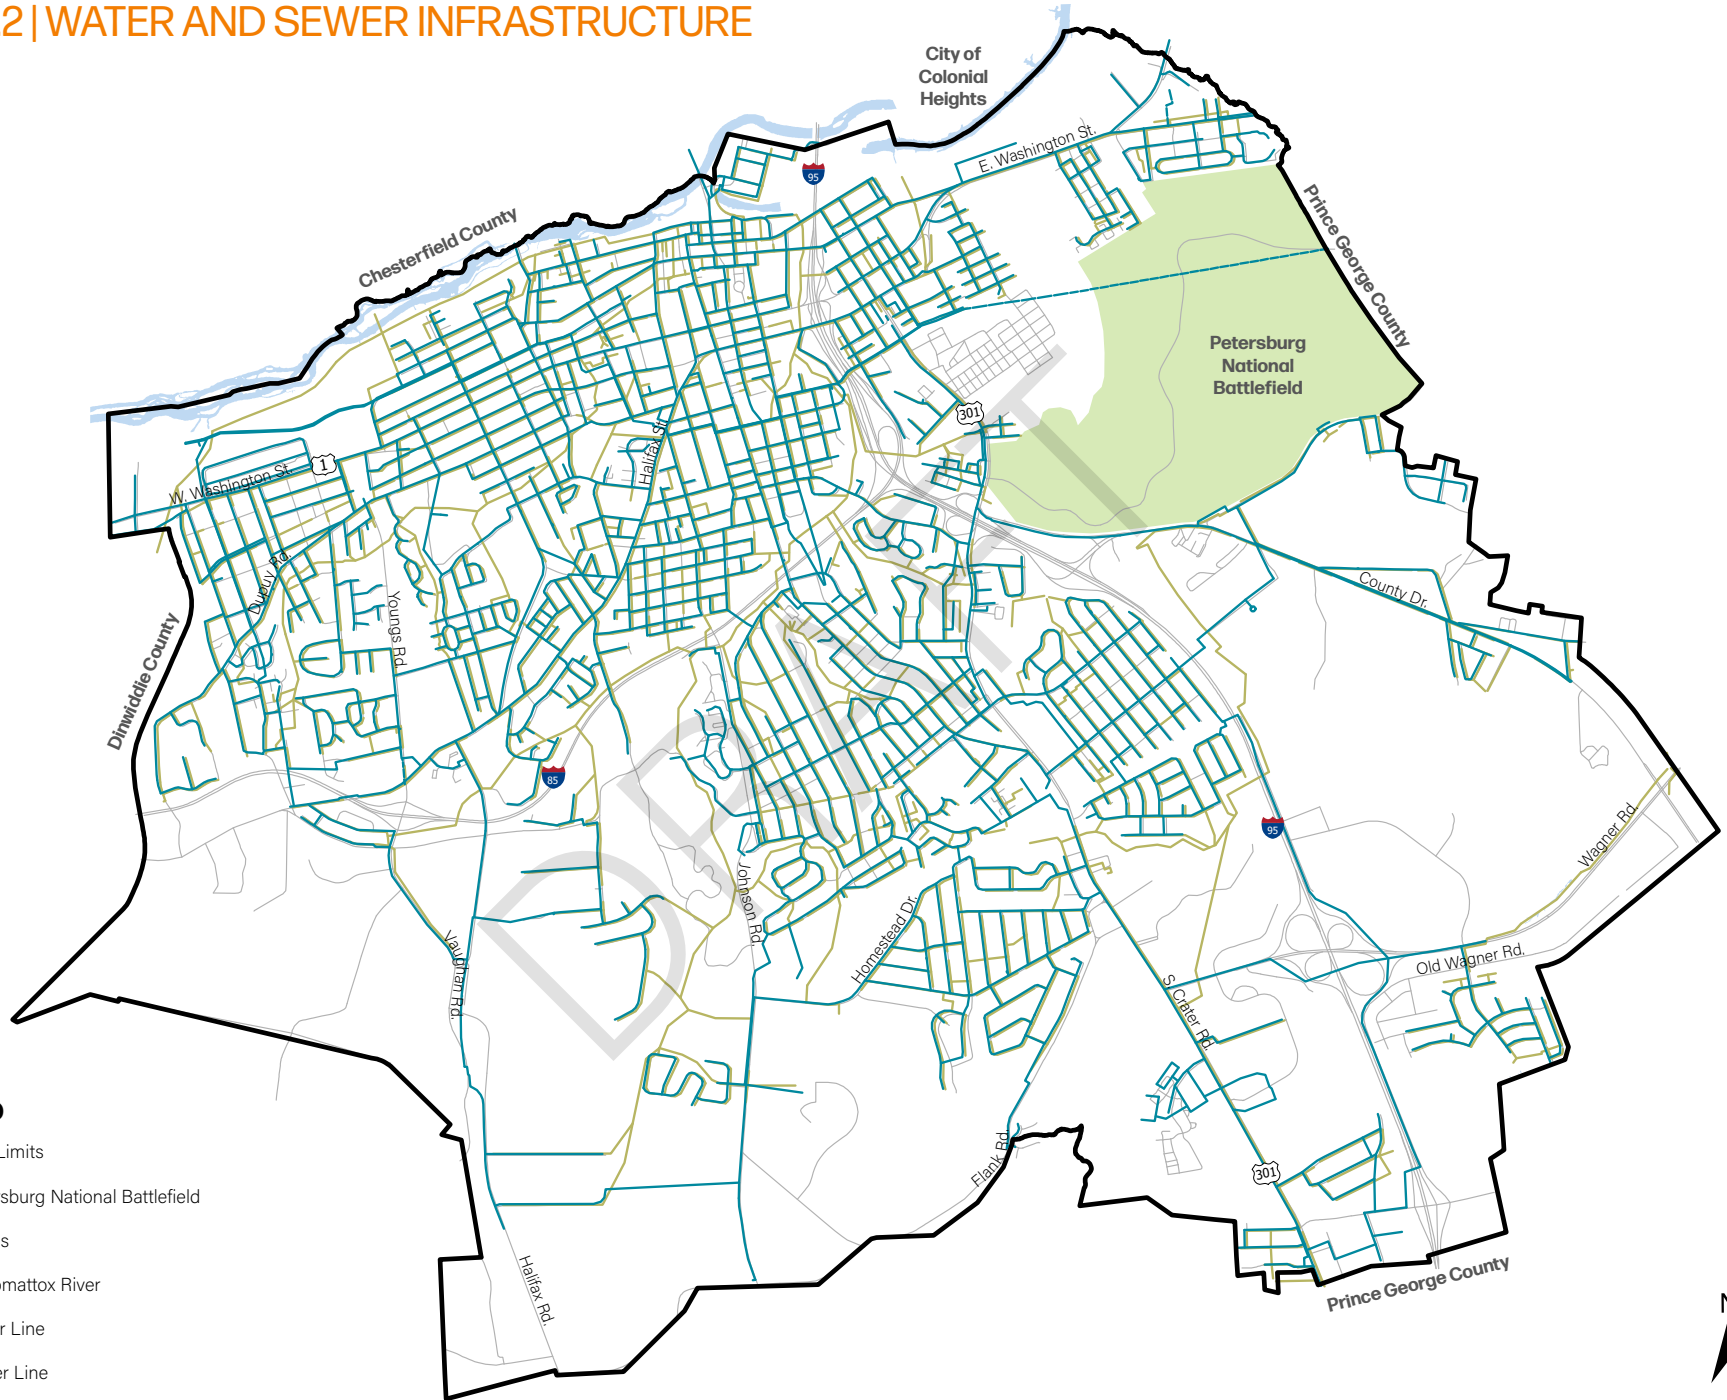 .2 | WATER AND SEWER INFRASTRUCTURE
City of
Colonial
Heights
E. Washington St.
95
Chesterfield County
Prince George County
Petersburg
National
Battlefield
301
Halifax St.
1
W. Washington St.
Dupuy Rd.
Youngs Rd.
County Dr.
Dinwiddie County
DRAFT
85
95
Wagner Rd.
Johnson Rd.
Homestead Dr.
Vaughan Rd.
Old Wagner Rd.
S. Crater Rd.
Flank Rd.
301
Halifax Rd.
Prince George County
Limits
rsburg National Battlefield
s
omattox River
r Line
er Line
N